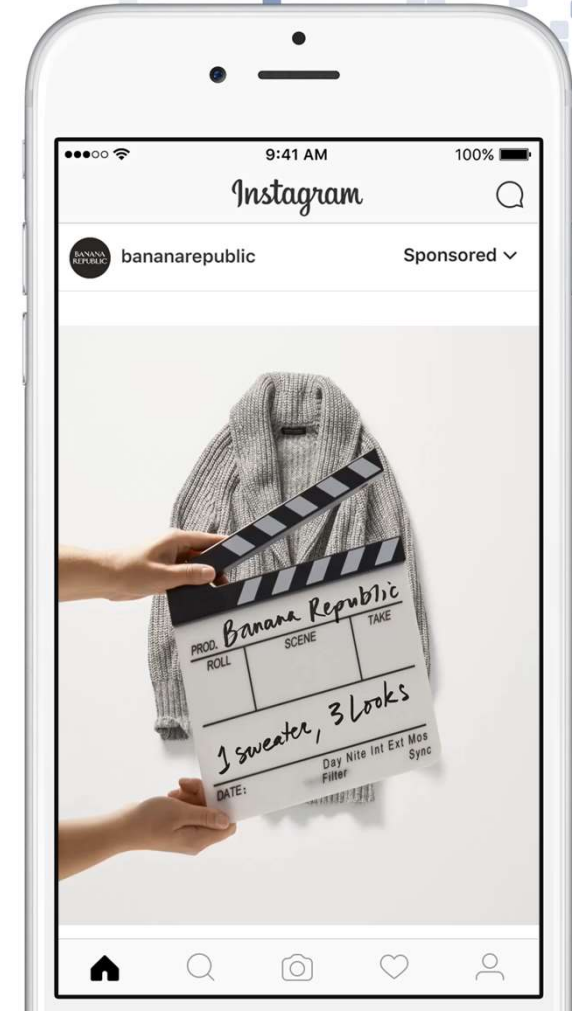 9:41 AM 100%
Instagram
BANANA
REPUBLIC
bananarepublic Sponsored
PROD. Banana Republic
ROLL SCENE TAKE
1 sweater, 3 Looks
Day Nite Int Ext Mos
DATE: Filter Sync